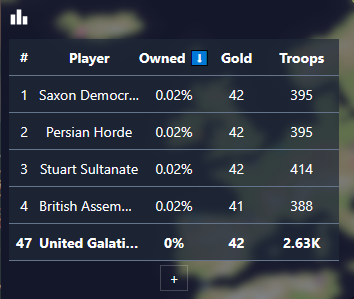 # Player Owned ⬇ Gold Troops
1 Saxon Democr... 0.02% 42 395
2 Persian Horde 0.02% 42 395
3 Stuart Sultanate 0.02% 42 414
4 British Assem... 0.02% 41 388
47 United Galati... 0% 42 2.63K
+